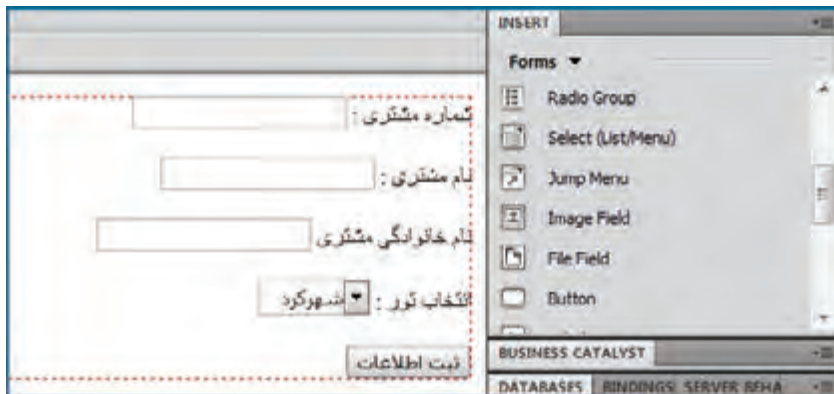 شماره مشتری :
نام مشتری :
نام خانوادگی مشتری
انتخاب تور : شهرکرد
ثبت اطلاعات
INSERT
Forms
Radio Group
Select (List/Menu)
Jump Menu
Image Field
File Field
Button
BUSINESS CATALYST
DATABASES BINDINGS SERVER BEHA